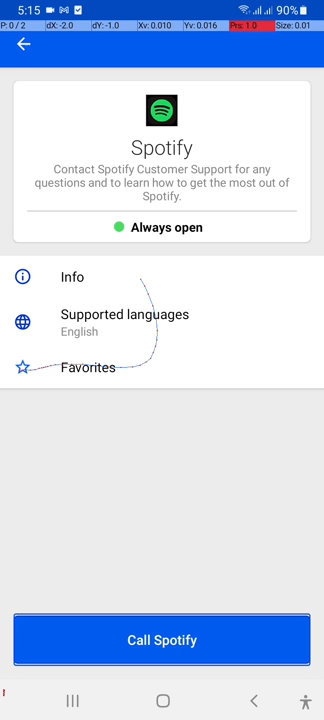 5:15
90%
P: 0 / 2
dX: -2.0
dY: -1.0
Xv: 0.010
Yv: 0.016
Prs: 1.0
Size: 0.01
Spotify
Contact Spotify Customer Support for any
questions and to learn how to get the most out of
Spotify.
Always open
Info
Supported languages
English
Favorites
Call Spotify